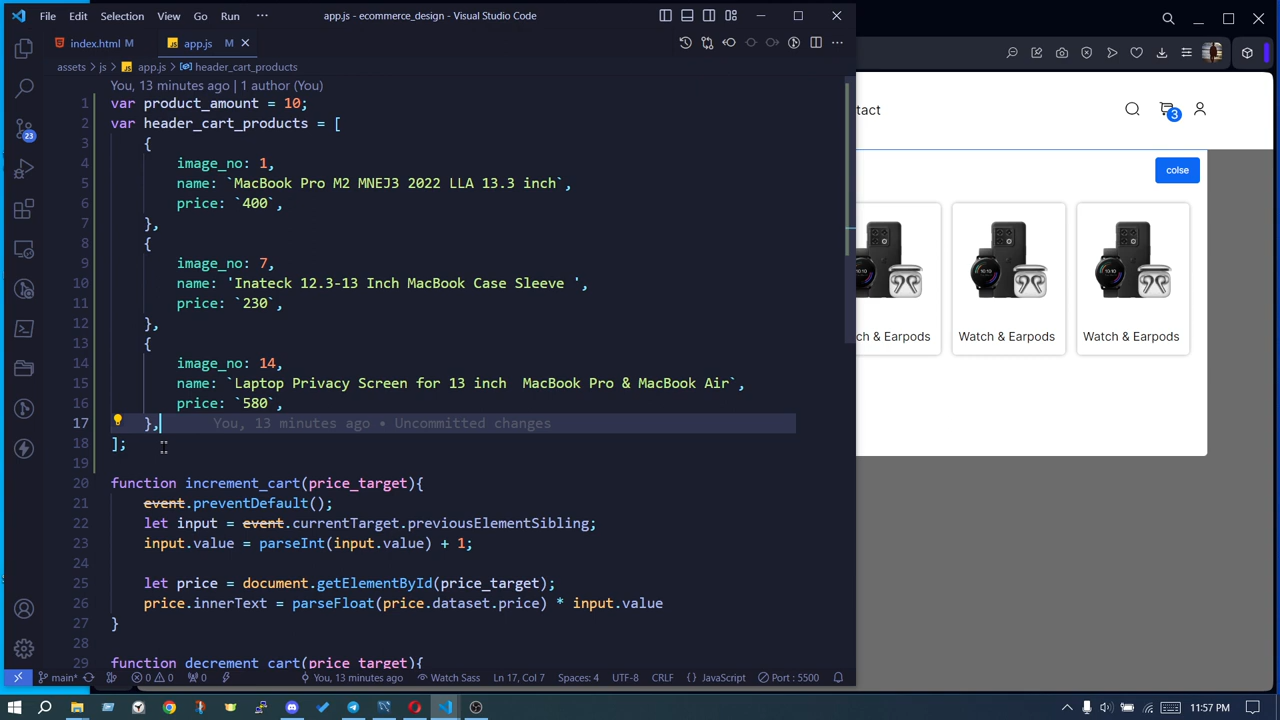 File Edit Selection View Go Run ··· app.js - ecommerce_design - Visual Studio Code
index.html M app.js M
assets > js > app.js > header_cart_products
You, 13 minutes ago | 1 author (You)
1 var product_amount = 10;
2 var header_cart_products = [
3 {
4 image_no: 1,
5 name: `MacBook Pro M2 MNEJ3 2022 LLA 13.3 inch`,
6 price: `400`,
7 },
8 {
9 image_no: 7,
10 name: 'Inateck 12.3-13 Inch MacBook Case Sleeve ',
11 price: `230`,
12 },
13 {
14 image_no: 14,
15 name: `Laptop Privacy Screen for 13 inch  MacBook Pro & MacBook Air`,
16 price: `580`,
17 }, You, 13 minutes ago • Uncommitted changes
18 ];
19
20 function increment_cart(price_target){
21 event.preventDefault();
22 let input = event.currentTarget.previousElementSibling;
23 input.value = parseInt(input.value) + 1;
24
25 let price = document.getElementById(price_target);
26 price.innerText = parseFloat(price.dataset.price) * input.value
27 }
28
29 function decrement_cart(price_target){
23
main* 0 0 0 You, 13 minutes ago Watch Sass Ln 17, Col 7 Spaces: 4 UTF-8 CRLF {} JavaScript Port : 5500
tact
3
colse
ch & Earpods Watch & Earpods Watch & Earpods
11:57 PM